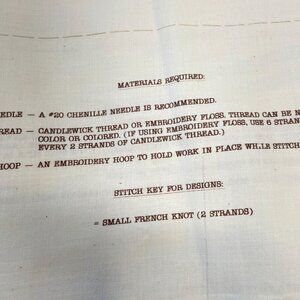 MATERIALS REQUIRED:
EEDLE — A #20 CHENILLE NEEDLE IS RECOMMENDED.
READ — CANDLEWICK THREAD OR EMBROIDERY FLOSS. THREAD CAN BE N
COLOR OR COLORED. (IF USING EMBROIDERY FLOSS, USE 6 STRAN
EVERY 2 STRANDS OF CANDLEWICK THREAD.)
HOOP — AN EMBROIDERY HOOP TO HOLD WORK IN PLACE WHILE STITCH
STITCH KEY FOR DESIGNS:
= SMALL FRENCH KNOT (2 STRANDS)